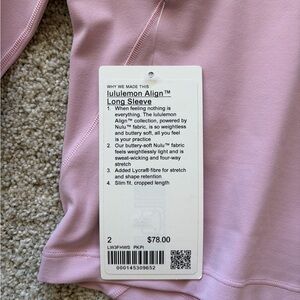 WHY WE MADE THIS
lululemon Align™
Long Sleeve
1. When feeling nothing is
everything. The lululemon
Align™ collection, powered by
Nulu™ fabric, is so weightless
and buttery soft, all you feel
is your practice
2. Our buttery-soft Nulu™ fabric
feels weightlessly light and is
sweat-wicking and four-way
stretch
3. Added Lycra® fibre for stretch
and shape retention
4. Slim fit, cropped length
2 $78.00
LW3FHWS PKPI
000145309652